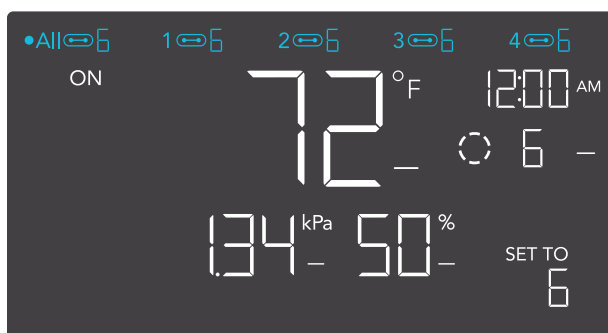 •All 6 1 6 2 6 3 6 4 6
ON
72 °F
12:00 AM
6 –
1.34 kPa – 50 % –
SET TO
6